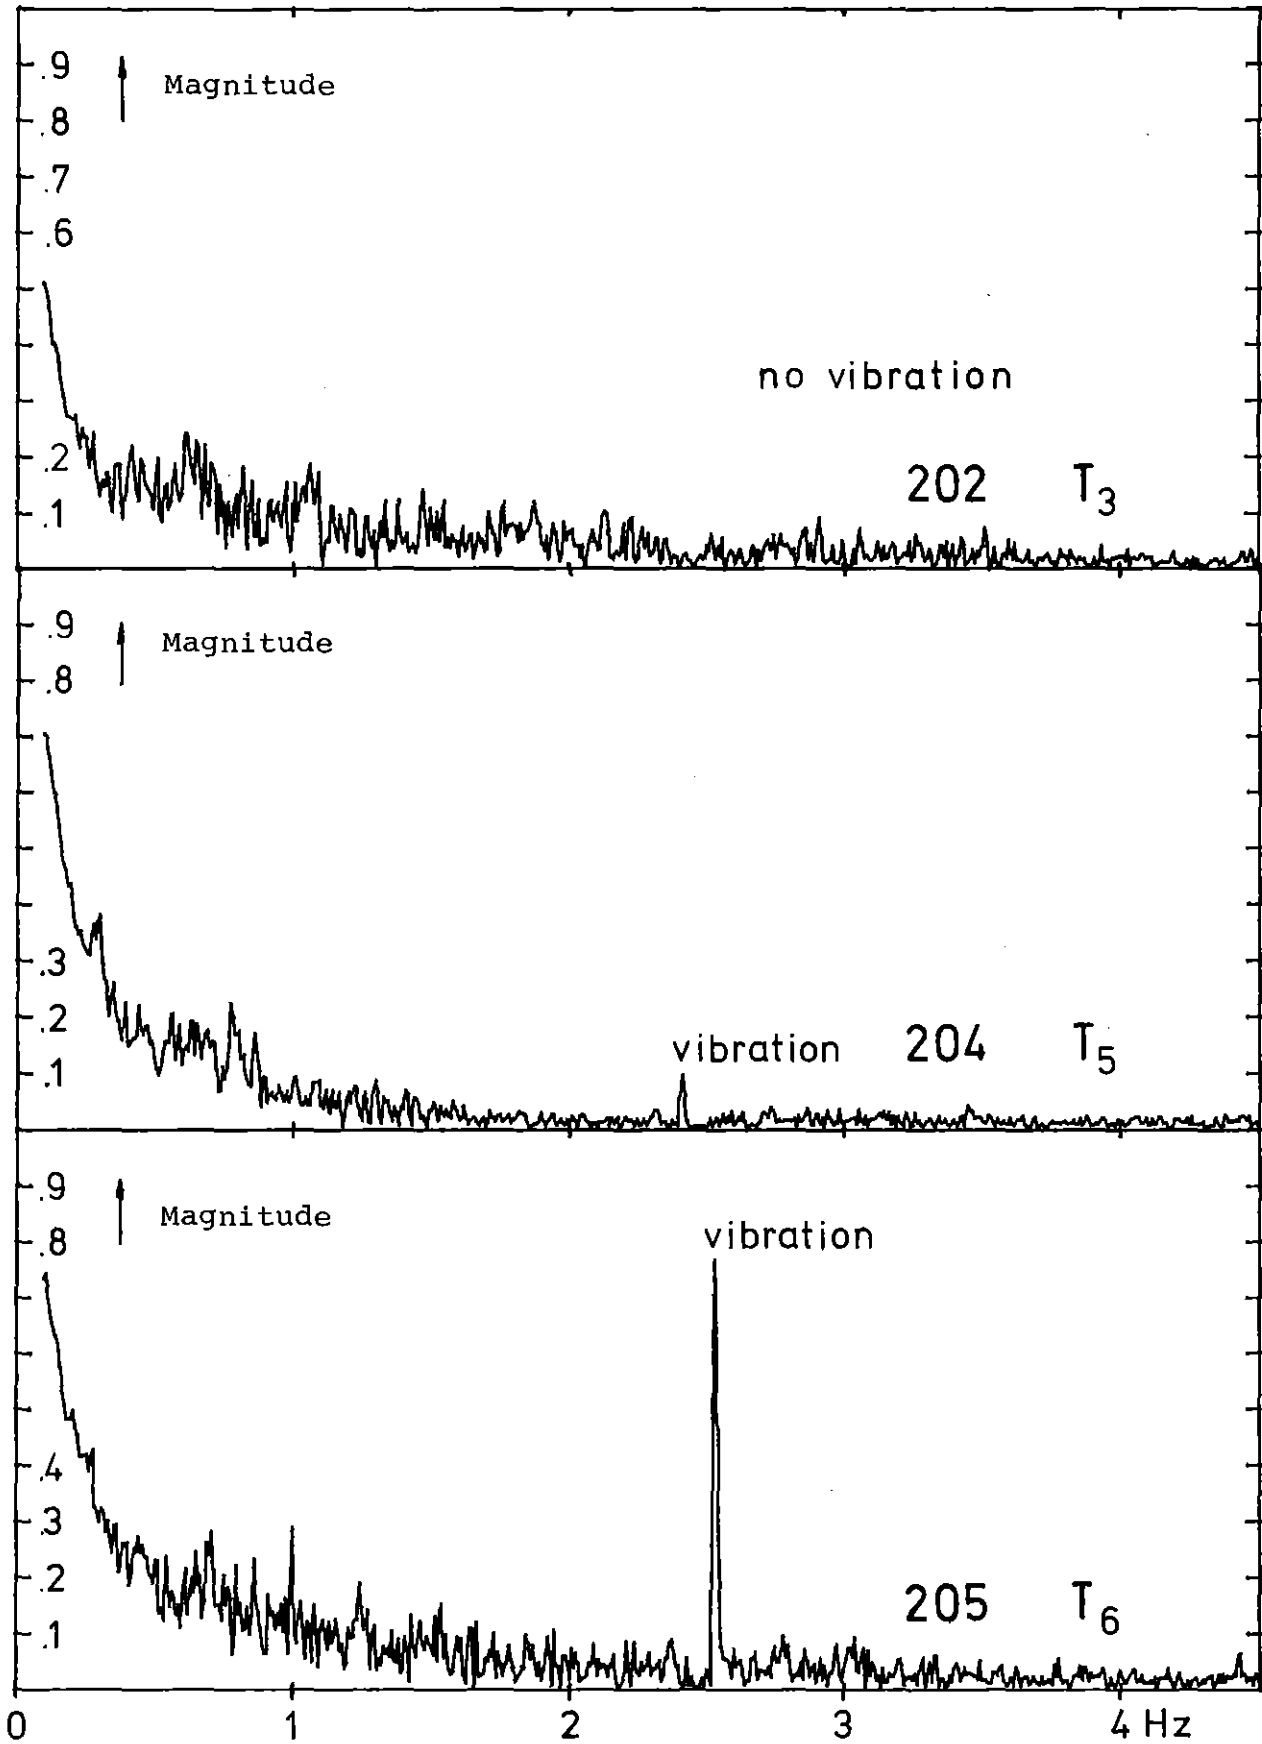 .9
Magnitude
.8
.7
.6
no vibration
.2
202 T3
.1
.9
Magnitude
.8
.3
.2
vibration 204 T5
.1
.9
Magnitude
.8
vibration
.4
.3
.2
205 T6
.1
0 1 2 3 4 Hz